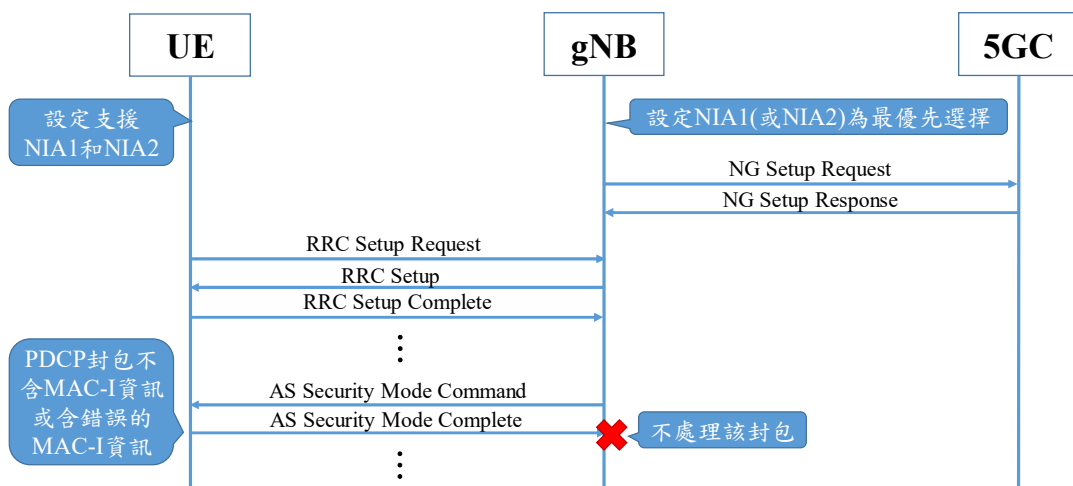 UE
gNB
5GC
設定支援
NIA1和NIA2
設定NIA1(或NIA2)為最優先選擇
NG Setup Request
NG Setup Response
RRC Setup Request
RRC Setup
RRC Setup Complete
PDCP封包不
含MAC-I資訊
或含錯誤的
MAC-I資訊
AS Security Mode Command
AS Security Mode Complete
不處理該封包